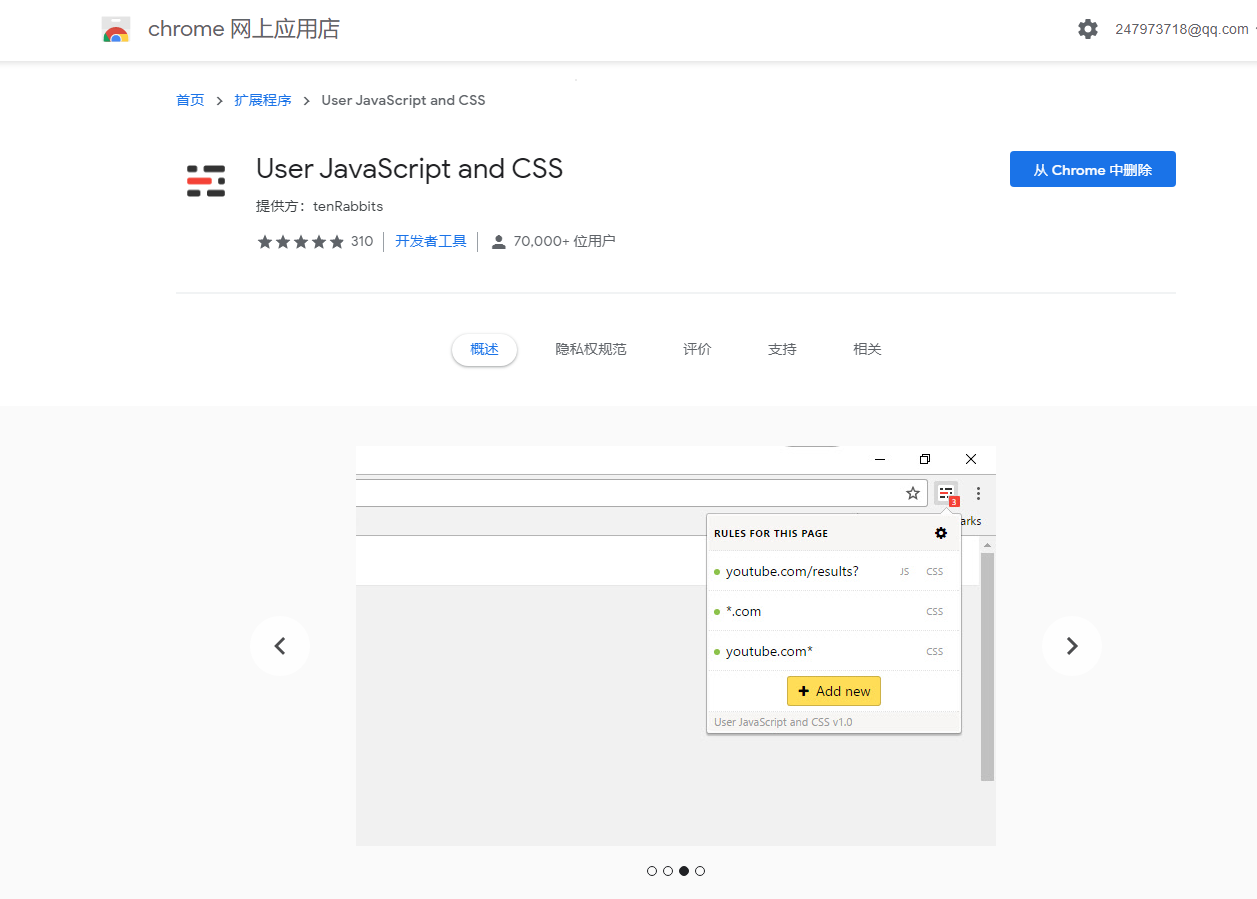 chrome 网上应用店
247973718@qq.com
首页 > 扩展程序 > User JavaScript and CSS
User JavaScript and CSS
从 Chrome 中删除
提供方：tenRabbits
310 开发者工具 70,000+ 位用户
概述 隐私权规范 评价 支持 相关
3
arks
RULES FOR THIS PAGE
youtube.com/results? JS CSS
*.com CSS
youtube.com* CSS
+ Add new
User JavaScript and CSS v1.0